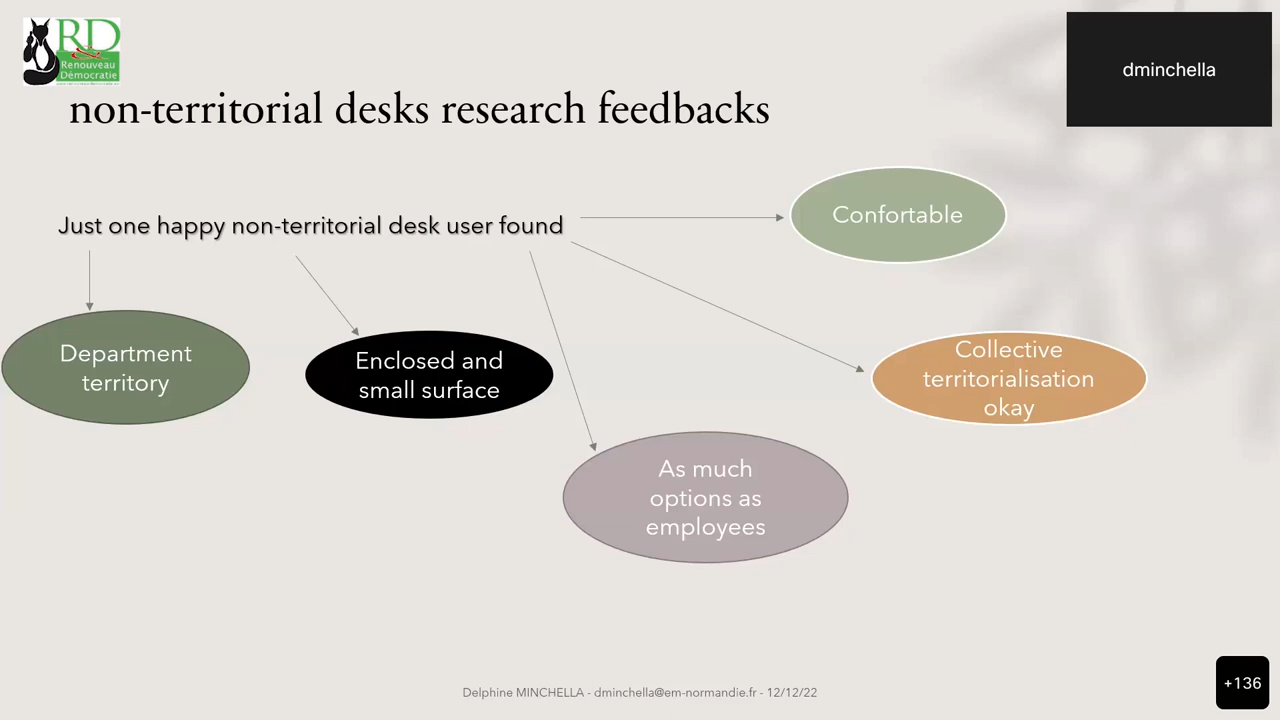 RD
Renouveau
Démocratie
dminchella
non-territorial desks research feedbacks
Just one happy non-territorial desk user found
Confortable
Department
territory
Enclosed and
small surface
Collective
territorialisation
okay
As much
options as
employees
Delphine MINCHELLA - dminchella@em-normandie.fr - 12/12/22
+136